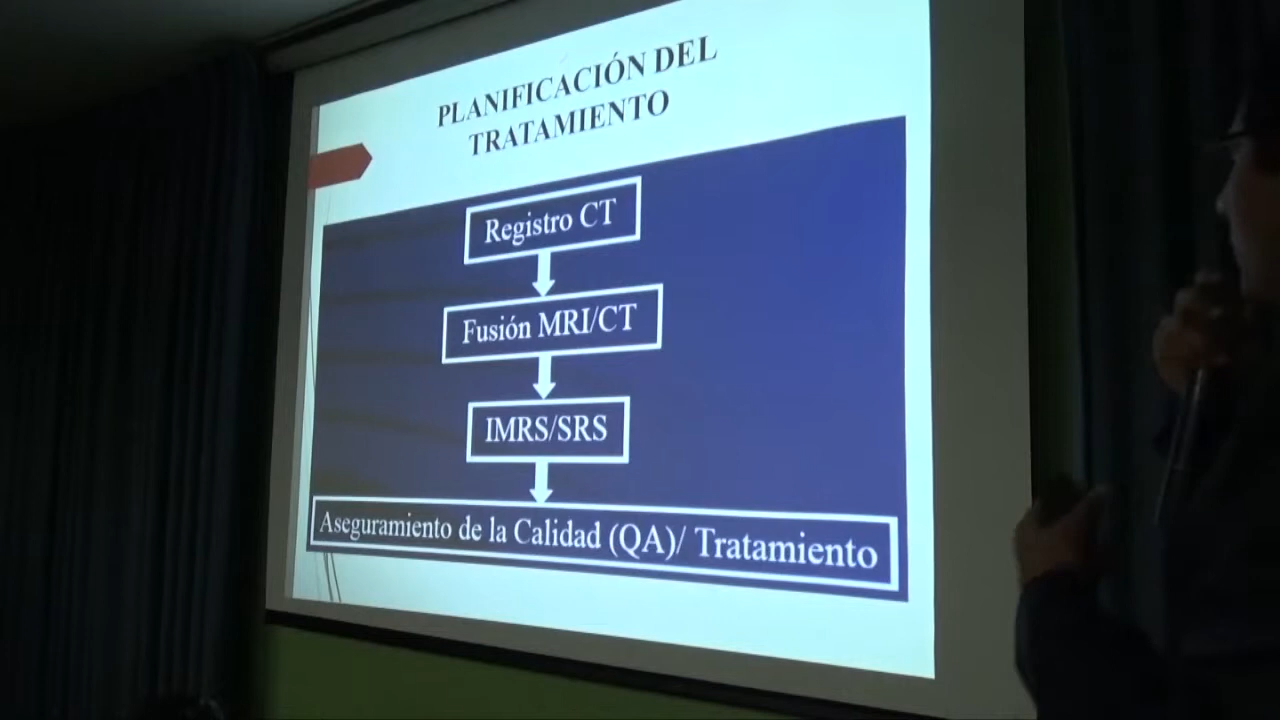 PLANIFICACIÓN DEL
TRATAMIENTO
Registro CT
Fusión MRI/CT
IMRS/SRS
Aseguramiento de la Calidad (QA)/ Tratamiento